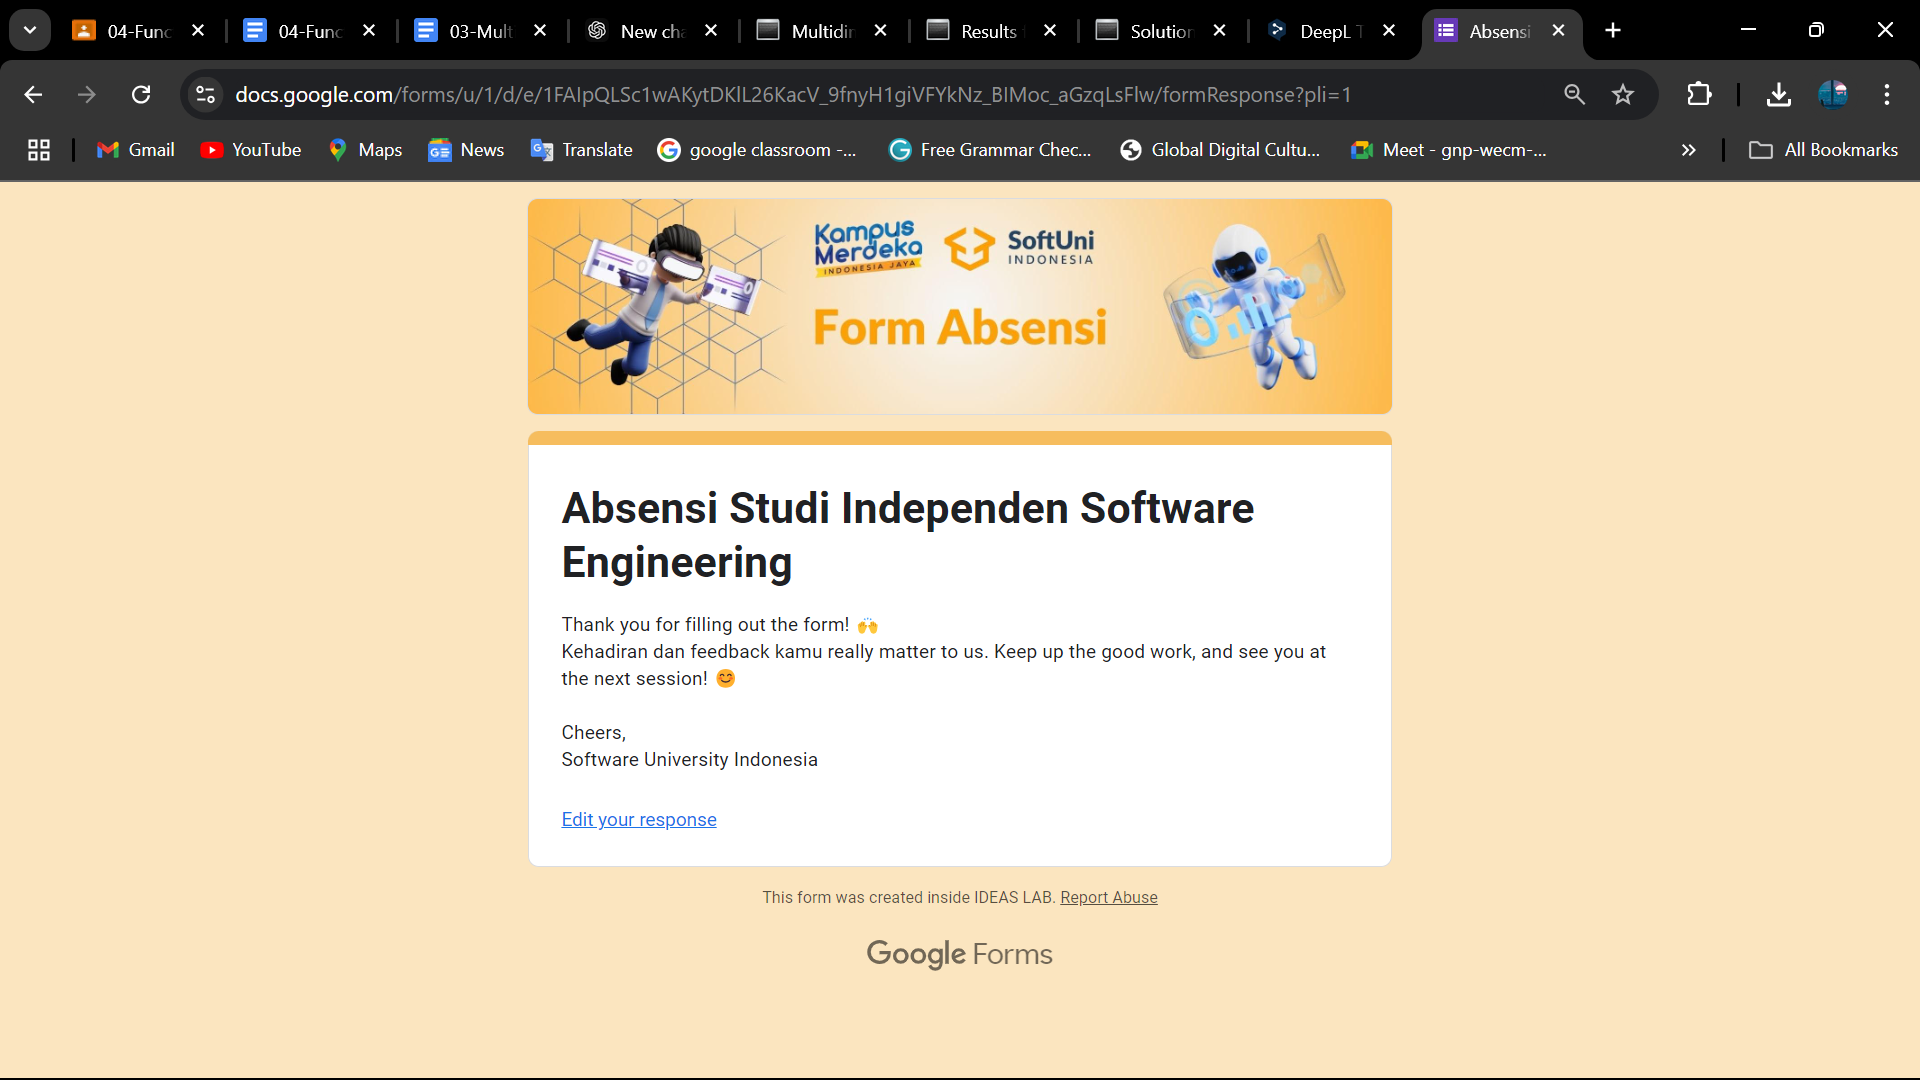 04-Func
04-Func
03-Mult
New cha
Multidim
Results
Solution
DeepL T
Absensi
docs.google.com/forms/u/1/d/e/1FAIpQLSc1wAKytDKlL26KacV_9fnyH1giVFYkNz_BIMoc_aGzqLsFlw/formResponse?pli=1
Gmail
YouTube
Maps
News
Translate
google classroom -...
Free Grammar Chec...
Global Digital Cultu...
Meet - gnp-wecm-...
All Bookmarks
Kampus
Merdeka
INDONESIA JAYA
SoftUni
INDONESIA
Form Absensi
Absensi Studi Independen Software
Engineering
Thank you for filling out the form! 🙌
Kehadiran dan feedback kamu really matter to us. Keep up the good work, and see you at
the next session! 😊
Cheers,
Software University Indonesia
Edit your response
This form was created inside IDEAS LAB. Report Abuse
Google Forms